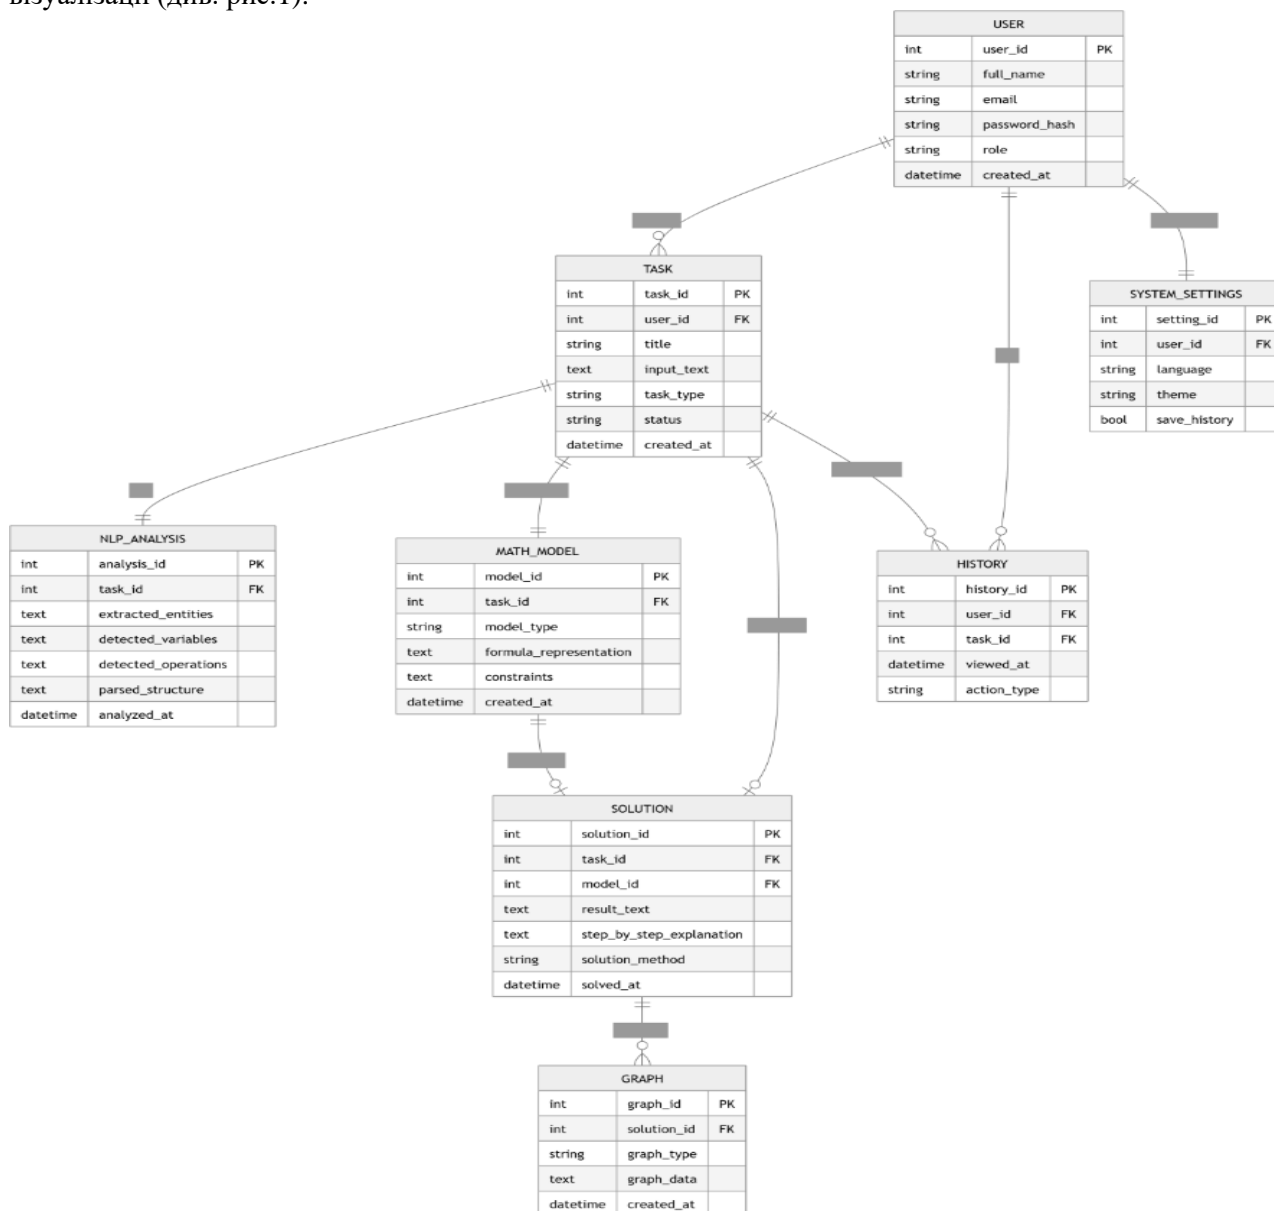 візуалізації (див. рис.1).
USER
int user_id PK
string full_name
string email
string password_hash
string role
datetime created_at
TASK
int task_id PK
int user_id FK
string title
text input_text
string task_type
string status
datetime created_at
SYSTEM_SETTINGS
int setting_id PK
int user_id FK
string language
string theme
bool save_history
NLP_ANALYSIS
int analysis_id PK
int task_id FK
text extracted_entities
text detected_variables
text detected_operations
text parsed_structure
datetime analyzed_at
MATH_MODEL
int model_id PK
int task_id FK
string model_type
text formula_representation
text constraints
datetime created_at
HISTORY
int history_id PK
int user_id FK
int task_id FK
datetime viewed_at
string action_type
SOLUTION
int solution_id PK
int task_id FK
int model_id FK
text result_text
text step_by_step_explanation
string solution_method
datetime solved_at
GRAPH
int graph_id PK
int solution_id FK
string graph_type
text graph_data
datetime created_at